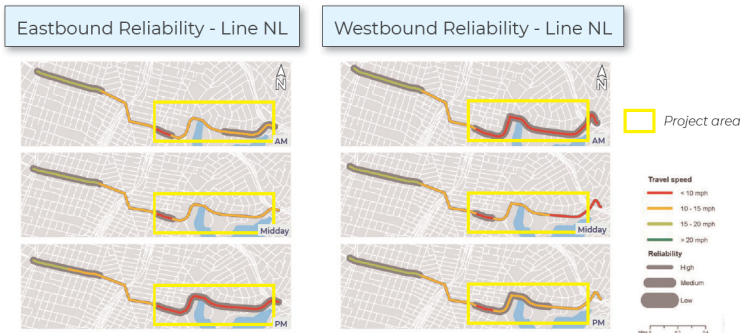 Eastbound Reliability - Line NL
Westbound Reliability - Line NL
N
AM
N
AM
Project area
Midday
Midday
PM
PM
Travel speed
< 10 mph
10 - 15 mph
15 - 20 mph
> 20 mph
Reliability
High
Medium
Low